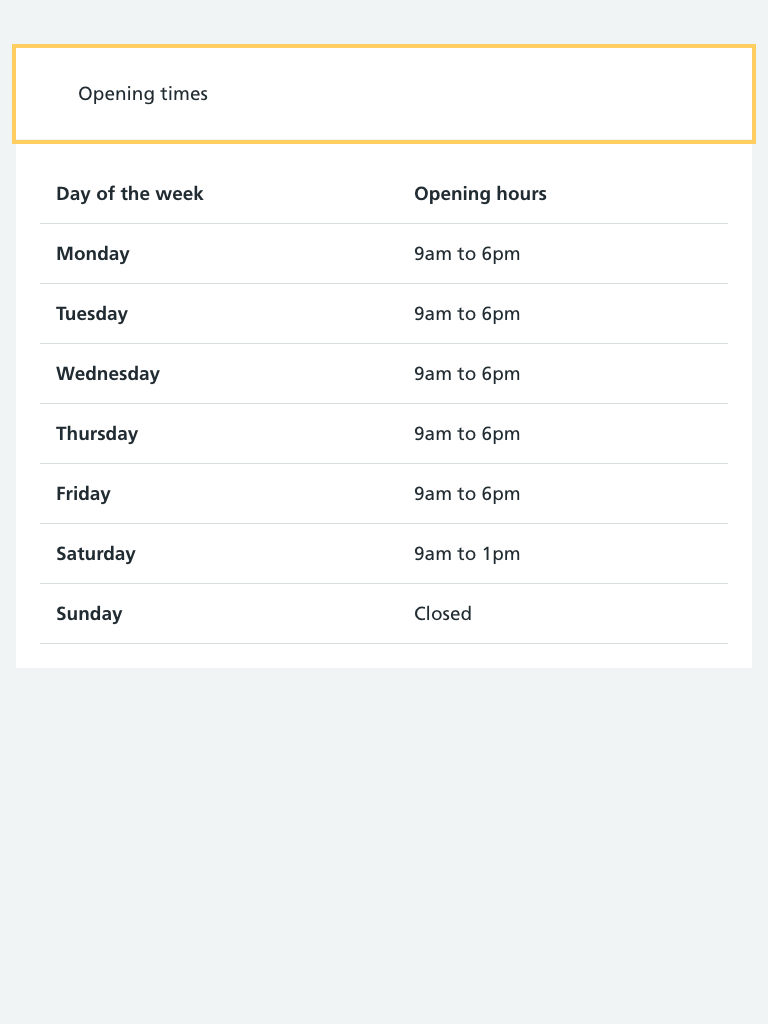 Opening times
Day of the week Opening hours
Monday 9am to 6pm
Tuesday 9am to 6pm
Wednesday 9am to 6pm
Thursday 9am to 6pm
Friday 9am to 6pm
Saturday 9am to 1pm
Sunday Closed